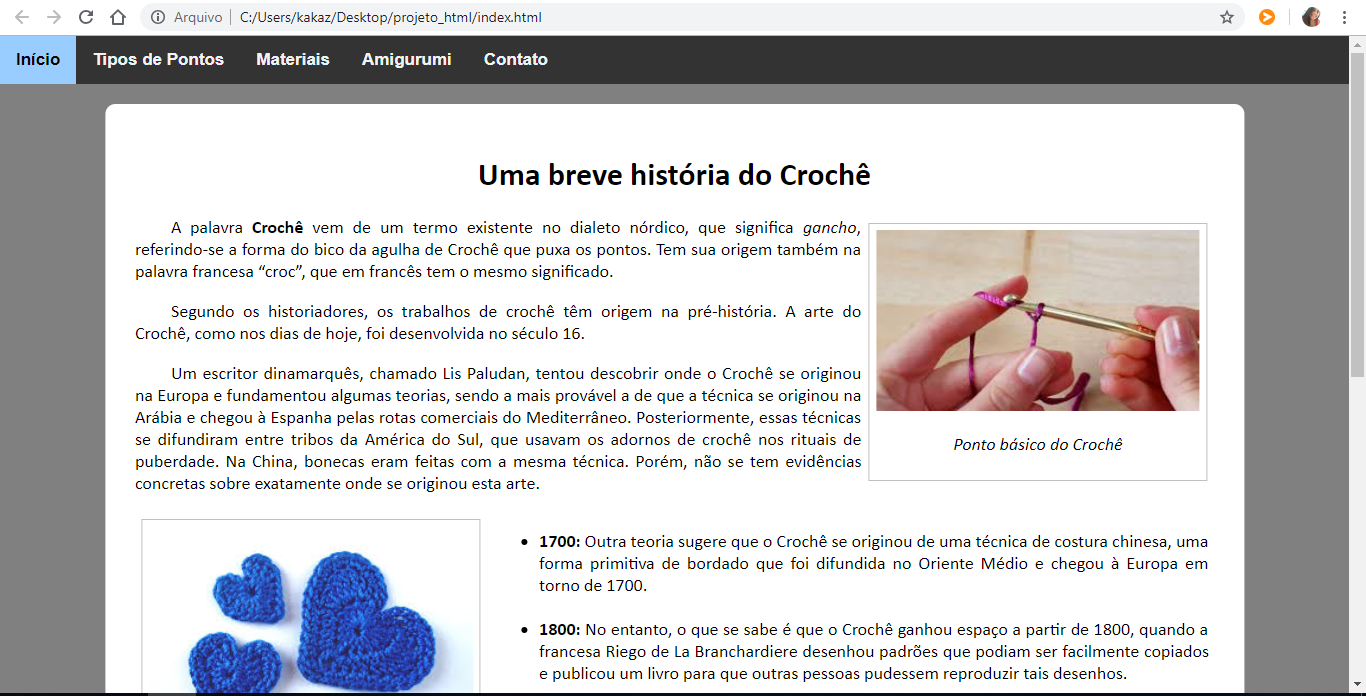 Arquivo | C:/Users/kakaz/Desktop/projeto_html/index.html
Início Tipos de Pontos Materiais Amigurumi Contato
Uma breve história do Crochê
A palavra Crochê vem de um termo existente no dialeto nórdico, que significa gancho,
referindo-se a forma do bico da agulha de Crochê que puxa os pontos. Tem sua origem também na
palavra francesa “croc”, que em francês tem o mesmo significado.
Segundo os historiadores, os trabalhos de crochê têm origem na pré-história. A arte do
Crochê, como nos dias de hoje, foi desenvolvida no século 16.
Um escritor dinamarquês, chamado Lis Paludan, tentou descobrir onde o Crochê se originou
na Europa e fundamentou algumas teorias, sendo a mais provável a de que a técnica se originou na
Arábia e chegou à Espanha pelas rotas comerciais do Mediterrâneo. Posteriormente, essas técnicas
se difundiram entre tribos da América do Sul, que usavam os adornos de crochê nos rituais de
puberdade. Na China, bonecas eram feitas com a mesma técnica. Porém, não se tem evidências
concretas sobre exatamente onde se originou esta arte.
Ponto básico do Crochê
• 1700: Outra teoria sugere que o Crochê se originou de uma técnica de costura chinesa, uma
forma primitiva de bordado que foi difundida no Oriente Médio e chegou à Europa em
torno de 1700.
• 1800: No entanto, o que se sabe é que o Crochê ganhou espaço a partir de 1800, quando a
francesa Riego de La Branchardiere desenhou padrões que podiam ser facilmente copiados
e publicou um livro para que outras pessoas pudessem reproduzir tais desenhos.